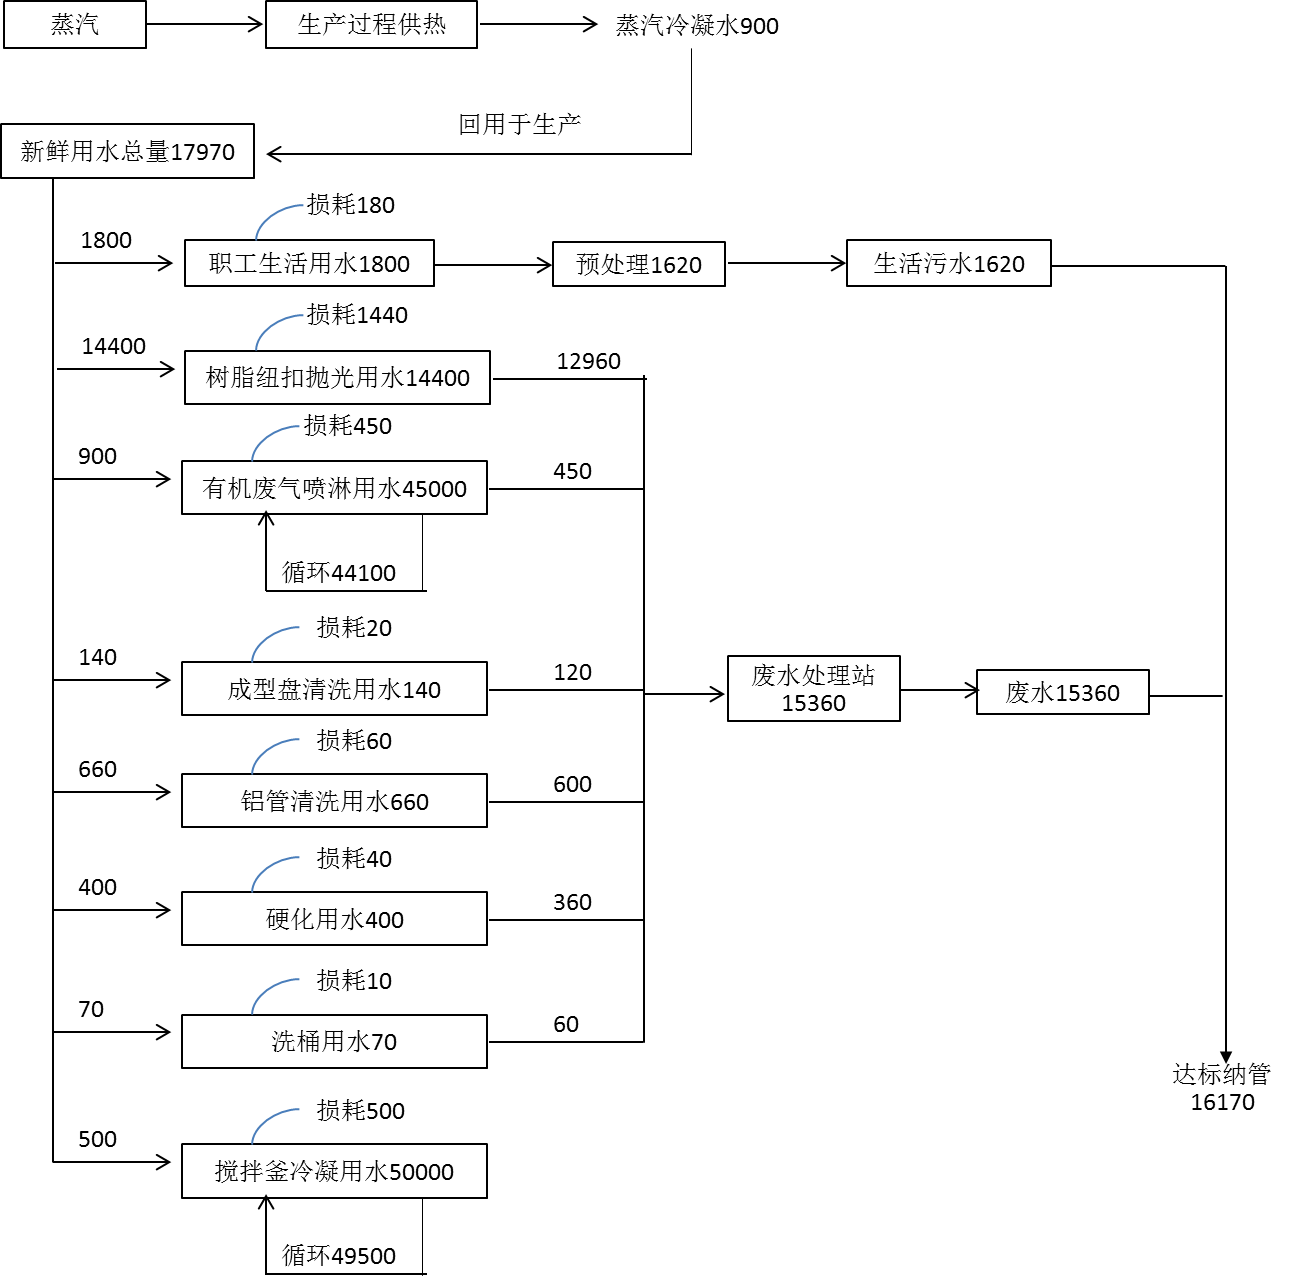 蒸汽
生产过程供热
蒸汽冷凝水900
回用于生产
新鲜用水总量17970
损耗180
1800
职工生活用水1800
预处理1620
生活污水1620
损耗1440
14400
树脂纽扣抛光用水14400
12960
损耗450
900
有机废气喷淋用水45000
450
循环44100
损耗20
140
成型盘清洗用水140
120
废水处理站
15360
废水15360
损耗60
660
铝管清洗用水660
600
损耗40
400
硬化用水400
360
损耗10
70
洗桶用水70
60
达标纳管
16170
损耗500
500
搅拌釜冷凝用水50000
循环49500